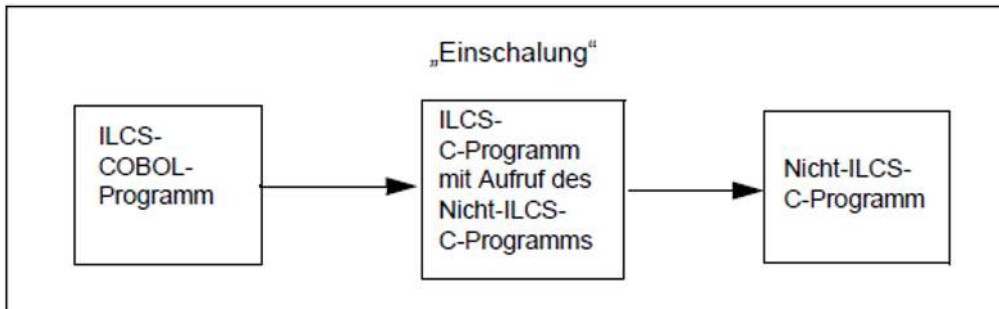 „Einschalung“
ILCS-
COBOL-
Programm
ILCS-
C-Programm
mit Aufruf des
Nicht-ILCS-
C-Programms
Nicht-ILCS-
C-Programm